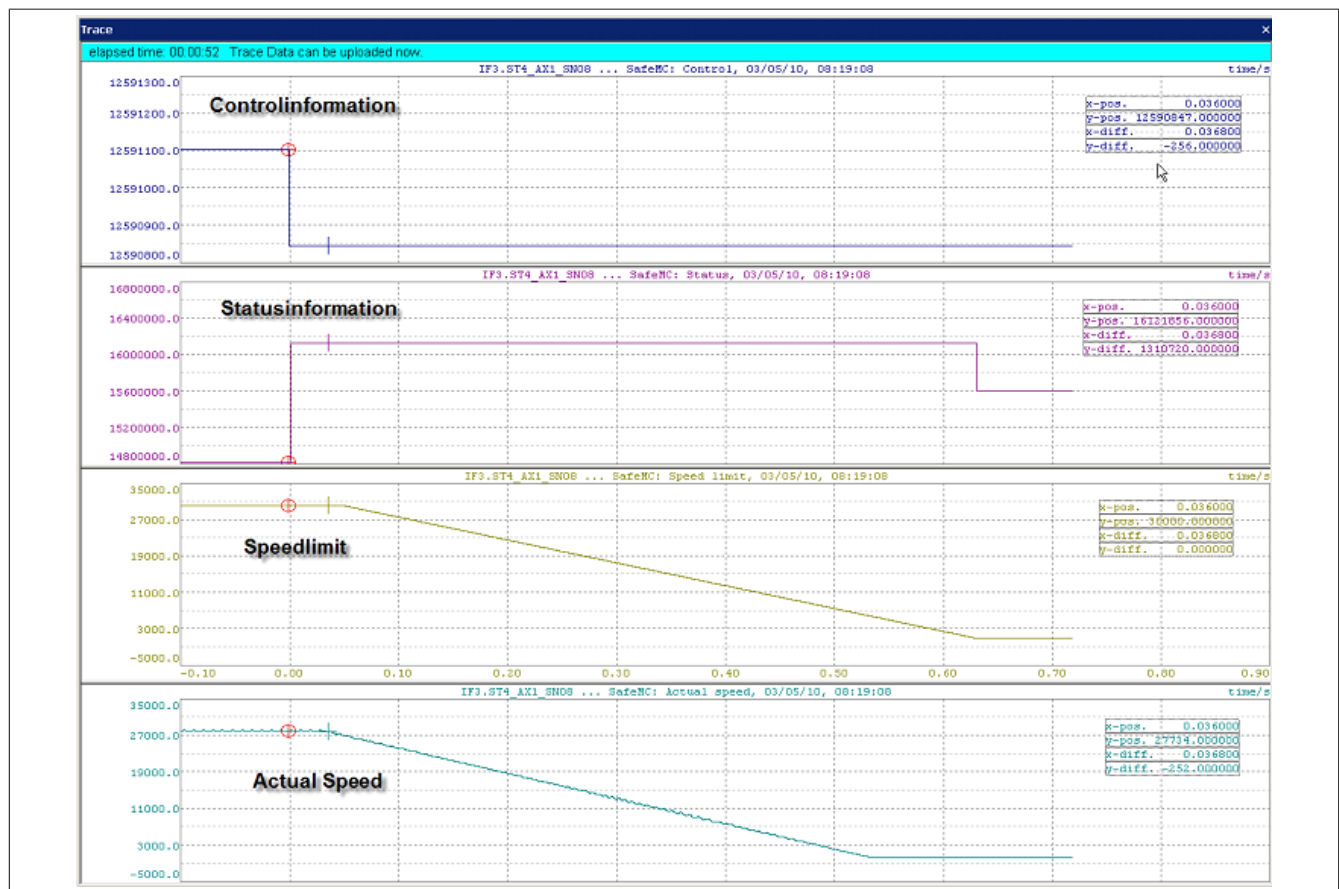 Trace
elapsed time: 00:00:52 Trace Data can be uploaded now.
IF3.ST4_AX1_SN08 ... SafeMC: Control, 03/05/10, 08:19:08 time/s
12591300.0
Controlinformation
12591200.0
12591100.0
12591000.0
12590900.0
12590800.0
x-pos. 0.036000
y-pos. 12590847.000000
x-diff. 0.036800
y-diff. -256.000000
IF3.ST4_AX1_SN08 ... SafeMC: Status, 03/05/10, 08:19:08 time/s
16800000.0
Statusinformation
16400000.0
16000000.0
15600000.0
15200000.0
14800000.0
x-pos. 0.036000
y-pos. 16121856.000000
x-diff. 0.036800
y-diff. 1310720.000000
IF3.ST4_AX1_SN08 ... SafeMC: Speed limit, 03/05/10, 08:19:08 time/s
35000.0
27000.0
Speedlimit
19000.0
11000.0
3000.0
-5000.0
x-pos. 0.036000
y-pos. 30000.000000
x-diff. 0.036800
y-diff. 0.000000
-0.10 0.00 0.10 0.20 0.30 0.40 0.50 0.60 0.70 0.80 0.90
IF3.ST4_AX1_SN08 ... SafeMC: Actual speed, 03/05/10, 08:19:08 time/s
35000.0
27000.0
19000.0
Actual Speed
11000.0
3000.0
-5000.0
x-pos. 0.036000
y-pos. 27734.000000
x-diff. 0.036800
y-diff. -252.000000